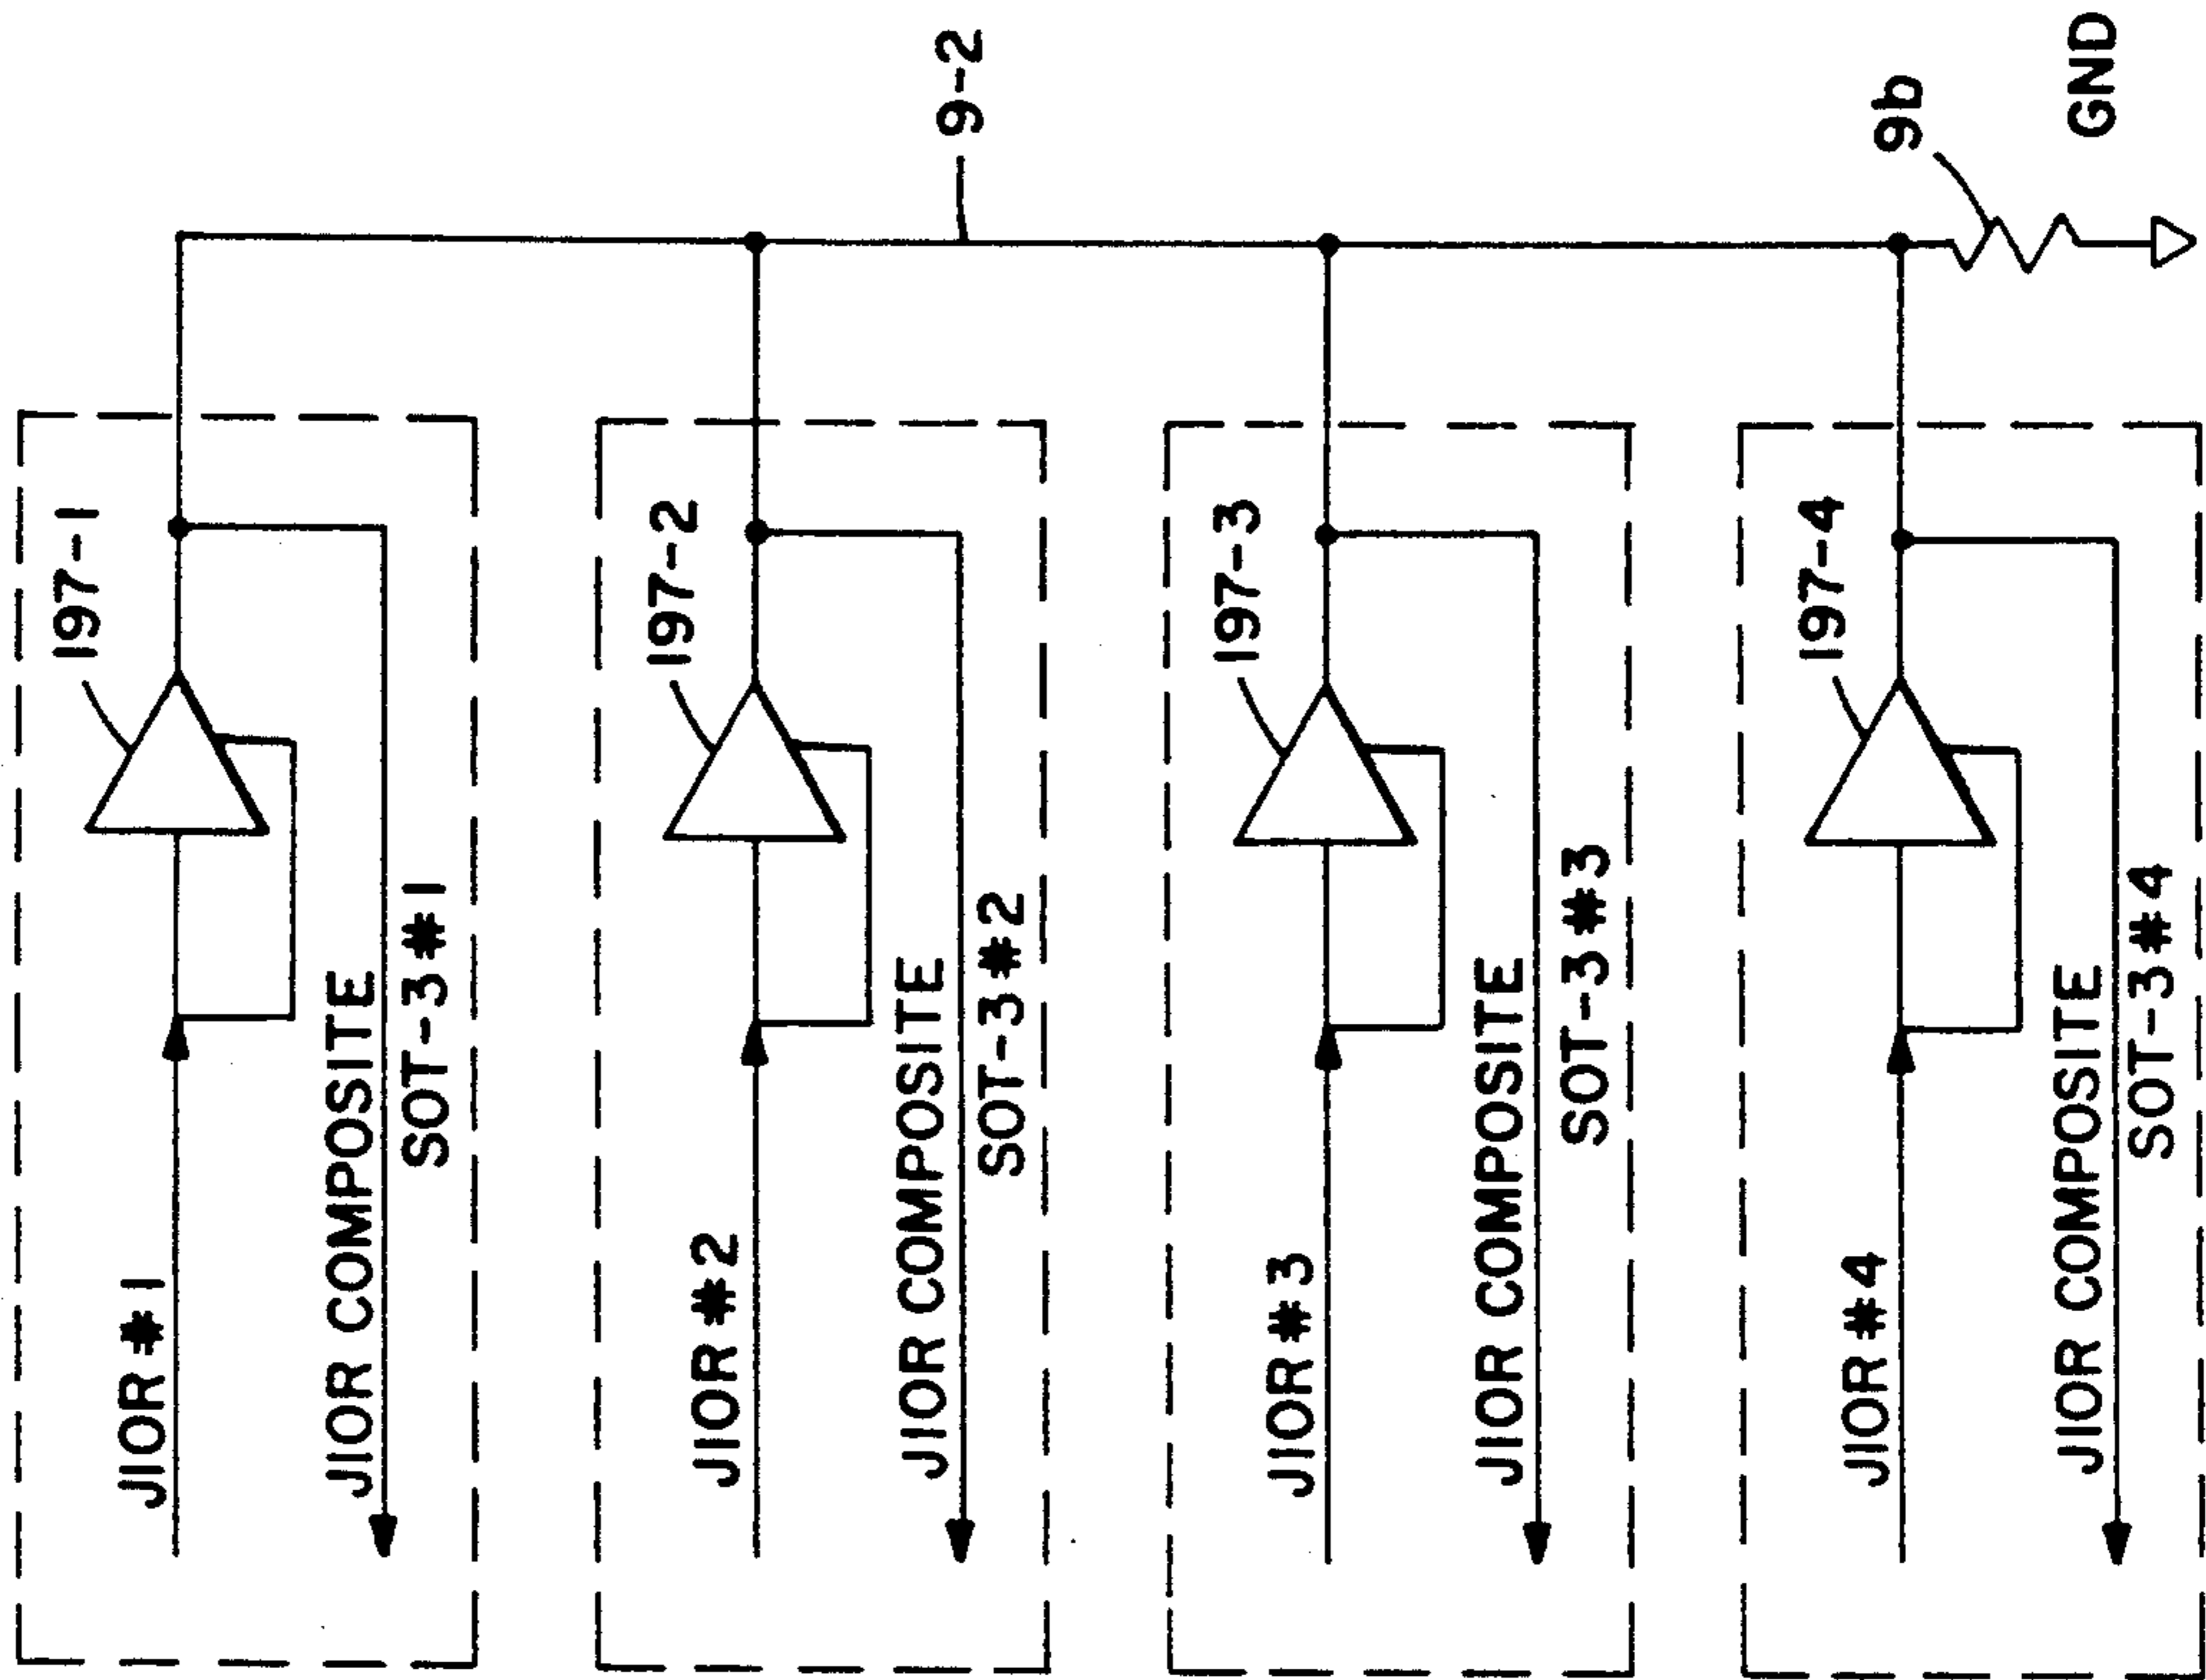 JIOR #1
197-1
JIOR COMPOSITE
SOT-3 #1
JIOR #2
197-2
JIOR COMPOSITE
SOT-3 #2
JIOR #3
197-3
JIOR COMPOSITE
SOT-3 #3
JIOR #4
197-4
JIOR COMPOSITE
SOT-3 #4
9-2
9b
GND